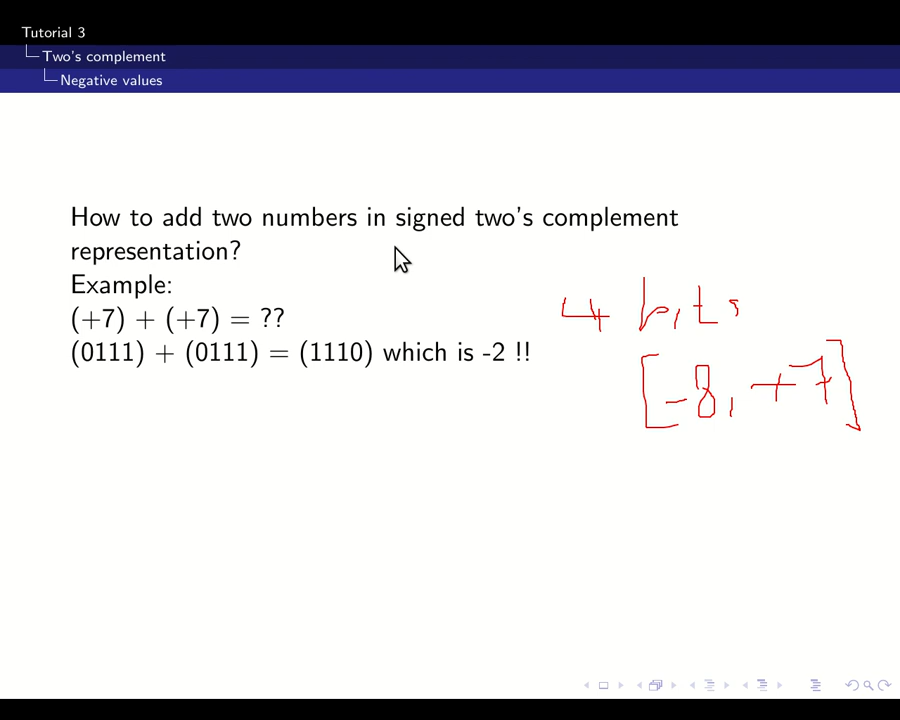 Tutorial 3
Two's complement
Negative values
How to add two numbers in signed two's complement
representation?
Example:
(+7) + (+7) = ??
(0111) + (0111) = (1110) which is -2 !!
4 bits
[-8, +7]